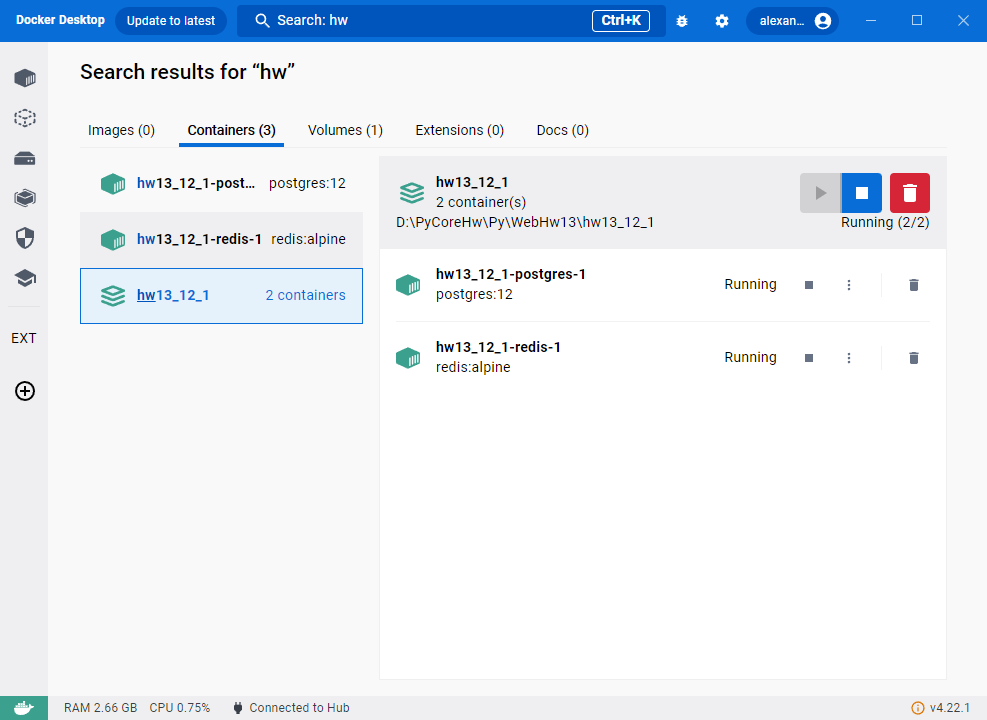 Docker Desktop Update to latest Search: hw Ctrl+K alexan...
Search results for “hw”
Images (0) Containers (3) Volumes (1) Extensions (0) Docs (0)
hw13_12_1-post... postgres:12
hw13_12_1-redis-1 redis:alpine
hw13_12_1 2 containers
hw13_12_1
2 container(s)
D:\PyCoreHw\Py\WebHw13\hw13_12_1
Running (2/2)
hw13_12_1-postgres-1
postgres:12
Running
hw13_12_1-redis-1
redis:alpine
Running
EXT
RAM 2.66 GB CPU 0.75% Connected to Hub v4.22.1